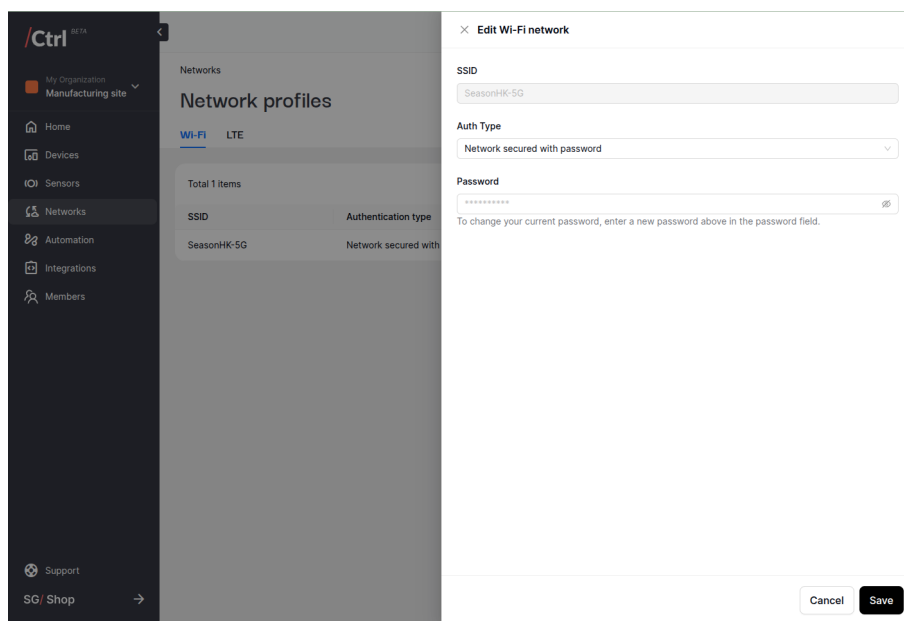 /Ctrl BETA
My Organization
Manufacturing site
Home
Devices
Sensors
Networks
Automation
Integrations
Members
Support
SG/ Shop
Networks
Network profiles
Wi-Fi LTE
Total 1 items
SSID Authentication type
SeasonHK-5G Network secured with
Edit Wi-Fi network
SSID
SeasonHK-5G
Auth Type
Network secured with password
Password
**********
To change your current password, enter a new password above in the password field.
Cancel Save